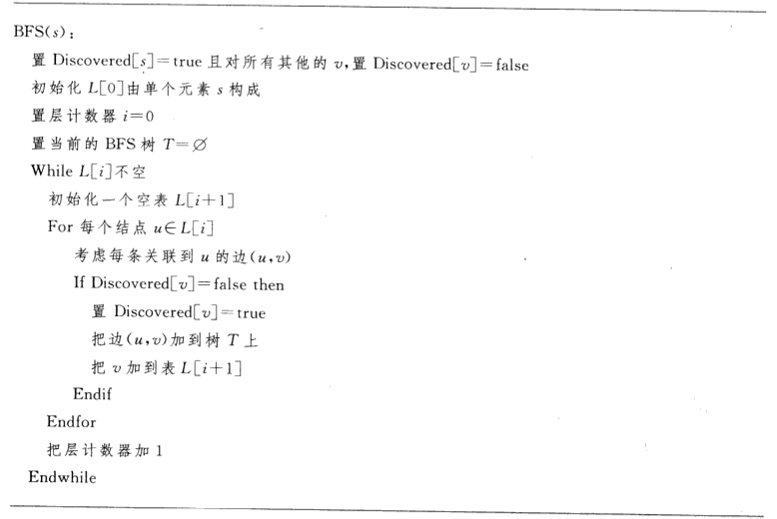 BFS(s):
置 Discovered[s]=true 且对所有其他的 v,置 Discovered[v]=false
初始化 L[0]由单个元素 s 构成
置层计数器 i=0
置当前的 BFS 树 T=∅
While L[i]不空
初始化一个空表 L[i+1]
For 每个结点 u∈L[i]
考虑每条关联到 u 的边(u,v)
If Discovered[v]=false then
置 Discovered[v]=true
把边(u,v)加到树 T 上
把 v 加到表 L[i+1]
Endif
Endfor
把层计数器加 1
Endwhile